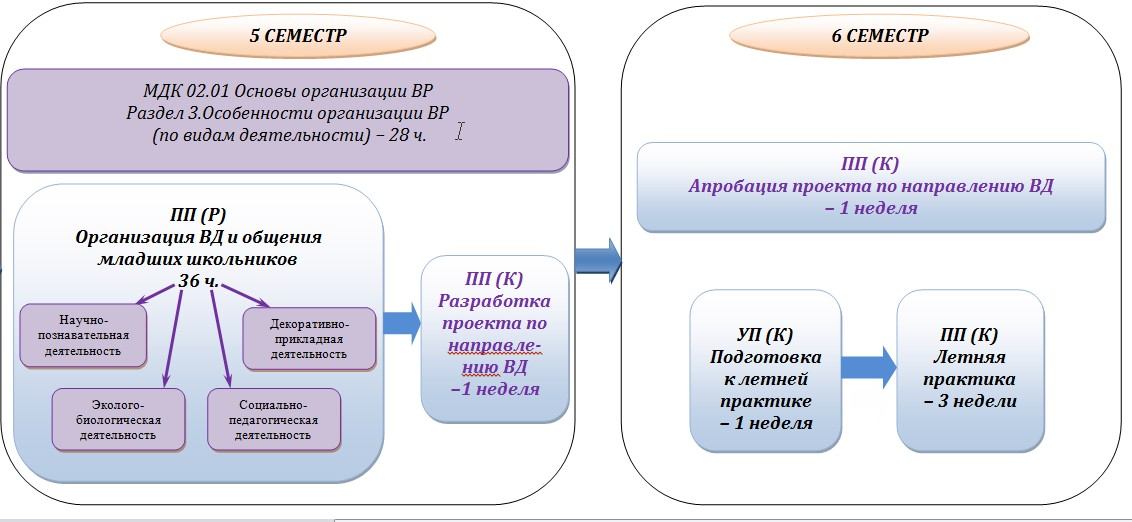 5 СЕМЕСТР
МДК 02.01 Основы организации ВР
Раздел 3.Особенности организации ВР
(по видам деятельности) – 28 ч.
ПП (Р)
Организация ВД и общения
младших школьников
36 ч.
Научно-
познавательная
деятельность
Декоративно-
прикладная
деятельность
Эколого-
биологическая
деятельность
Социально-
педагогическая
деятельность
ПП (К)
Разработка
проекта по
направле-
нию ВД
–1 неделя
6 СЕМЕСТР
ПП (К)
Апробация проекта по направлению ВД
– 1 неделя
УП (К)
Подготовка
к летней
практике
– 1 неделя
ПП (К)
Летняя
практика
– 3 недели